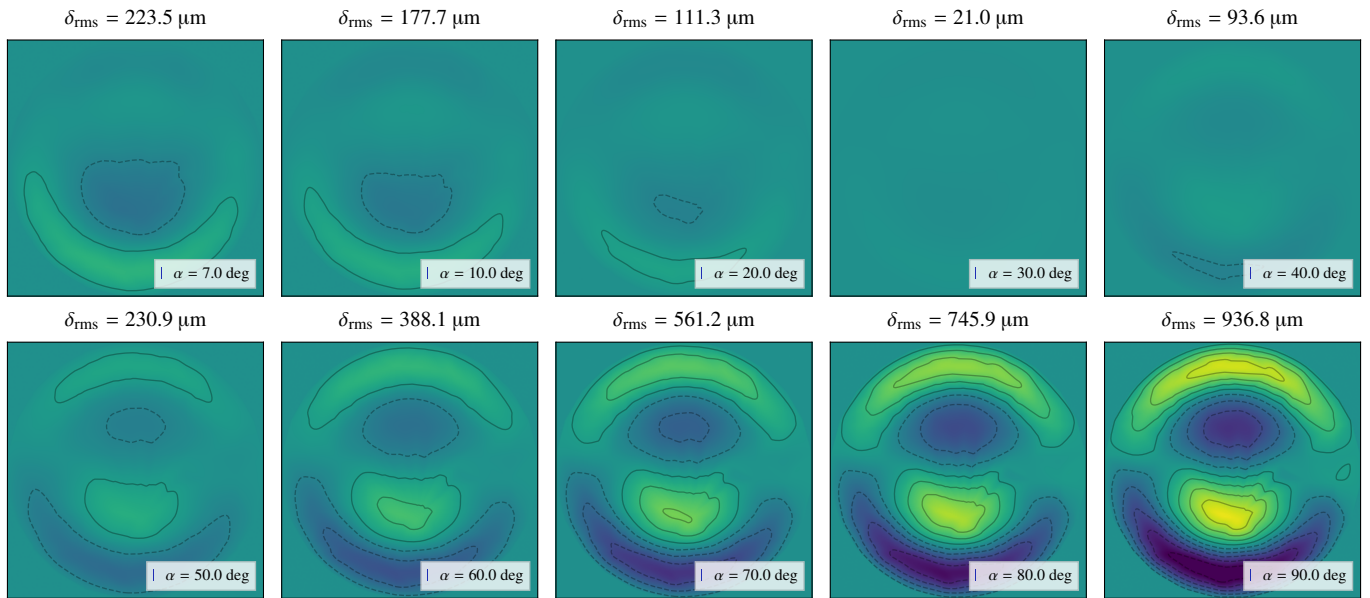 δrms = 223.5 μm
δrms = 177.7 μm
δrms = 111.3 μm
δrms = 21.0 μm
δrms = 93.6 μm
α = 7.0 deg
α = 10.0 deg
α = 20.0 deg
α = 30.0 deg
α = 40.0 deg
δrms = 230.9 μm
δrms = 388.1 μm
δrms = 561.2 μm
δrms = 745.9 μm
δrms = 936.8 μm
α = 50.0 deg
α = 60.0 deg
α = 70.0 deg
α = 80.0 deg
α = 90.0 deg